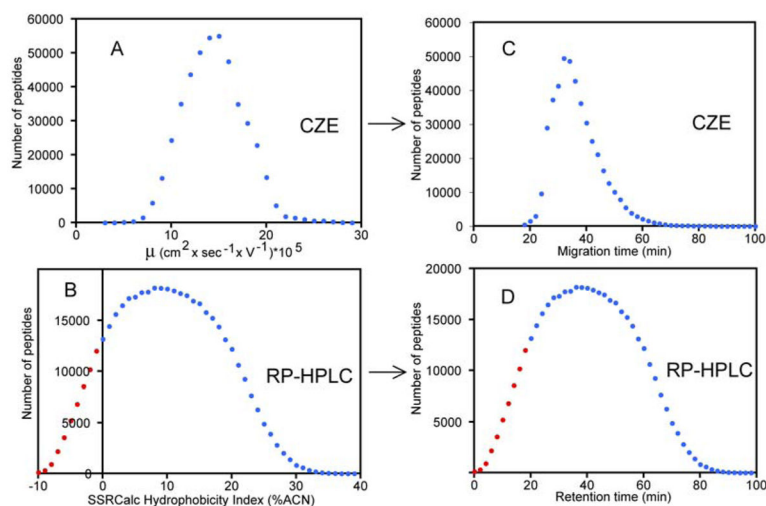 A
CZE
Number of peptides
60000
50000
40000
30000
20000
10000
0
0 10 20 30
μ (cm² x sec⁻¹x V⁻¹)*10⁵
C
CZE
Number of peptides
60000
50000
40000
30000
20000
10000
0
0 20 40 60 80 100
Migration time (min)
B
RP-HPLC
Number of peptides
15000
10000
5000
0
-10 0 10 20 30 40
SSRCalc Hydrophobicity Index (%ACN)
D
RP-HPLC
Number of peptides
20000
15000
10000
5000
0 20 40 60 80 100
Retention time (min)